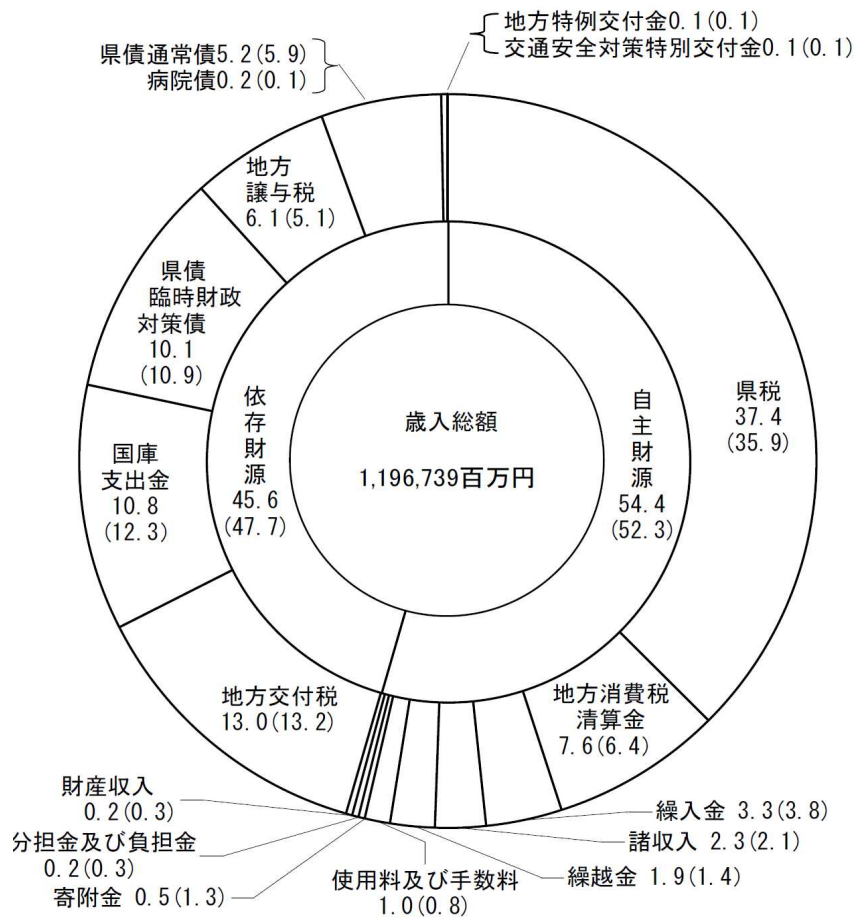 地方特例交付金0.1(0.1)
交通安全対策特別交付金0.1(0.1)
県債通常債5.2(5.9)
病院債0.2(0.1)
地方
譲与税
6.1(5.1)
県債
臨時財政
対策債
10.1
(10.9)
国庫
支出金
10.8
(12.3)
依存財源
45.6
(47.7)
歳入総額
1,196,739百万円
自主財源
54.4
(52.3)
県税
37.4
(35.9)
地方交付税
13.0(13.2)
地方消費税
清算金
7.6(6.4)
財産収入
0.2(0.3)
分担金及び負担金
0.2(0.3)
寄附金 0.5(1.3)
使用料及び手数料
1.0(0.8)
繰入金 3.3(3.8)
諸収入 2.3(2.1)
繰越金 1.9(1.4)